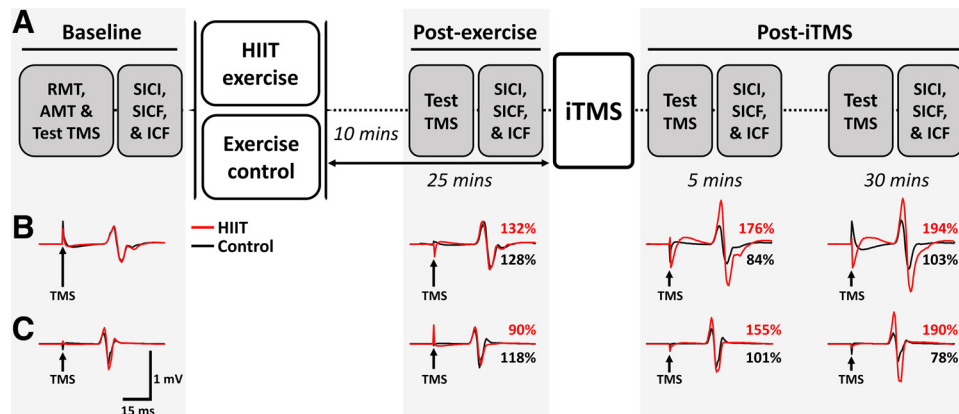 A
Baseline
Post-exercise
Post-iTMS
RMT,
AMT &
Test TMS
SICI,
SICF,
& ICF
HIIT
exercise
Exercise
control
10 mins
Test
TMS
SICI,
SICF,
& ICF
25 mins
iTMS
Test
TMS
SICI,
SICF,
& ICF
5 mins
Test
TMS
SICI,
SICF,
& ICF
30 mins
B
HIIT
Control
TMS
132%
128%
TMS
176%
84%
TMS
194%
103%
TMS
C
TMS
1 mV
15 ms
90%
118%
TMS
155%
101%
TMS
190%
78%
TMS